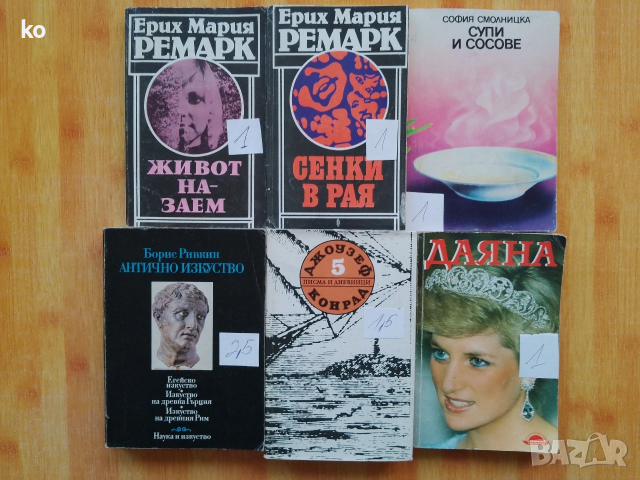 ko
Ерих Мария
РЕМАРК
ЖИВОТ
НА-
ЗАЕМ
1
Ерих Мария
РЕМАРК
СЕНКИ
В РАЯ
1
СОФИЯ СМОЛНИЦКА
СУПИ
И СОСОВЕ
1
Борис Ривкин
АНТИЧНО ИЗКУСТВО
2,5
Егейско
изкуство
Изкуство
на древна Гърция
Изкуство
на древния Рим
Наука и изкуство
ДЖОУЗЕФ
5
ПИСМА И ДНЕВНИЦИ
КОНРАД
1,5
ДАЯНА
1
BAZAR